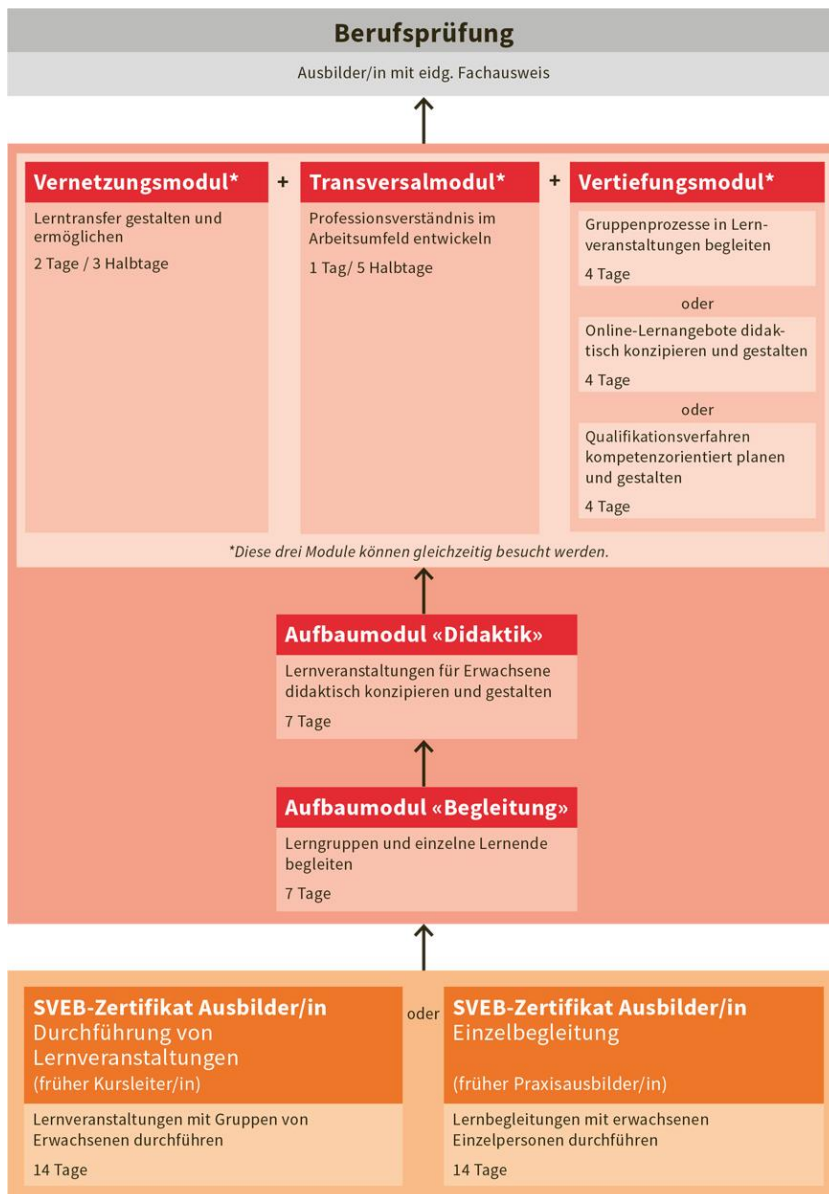 Berufsprüfung
Ausbilder/in mit eidg. Fachausweis
Vernetzungsmodul*
Lerntransfer gestalten und
ermöglichen
2 Tage / 3 Halbtage
+
Transversalmodul*
Professionsverständnis im
Arbeitsumfeld entwickeln
1 Tag/ 5 Halbtage
+
Vertiefungsmodul*
Gruppenprozesse in Lern-
veranstaltungen begleiten
4 Tage
oder
Online-Lernangebote didak-
tisch konzipieren und gestalten
4 Tage
oder
Qualifikationsverfahren
kompetenzorientiert planen
und gestalten
4 Tage
*Diese drei Module können gleichzeitig besucht werden.
Aufbaumodul «Didaktik»
Lernveranstaltungen für Erwachsene
didaktisch konzipieren und gestalten
7 Tage
Aufbaumodul «Begleitung»
Lerngruppen und einzelne Lernende
begleiten
7 Tage
SVEB-Zertifikat Ausbilder/in
Durchführung von
Lernveranstaltungen
(früher Kursleiter/in)
Lernveranstaltungen mit Gruppen von
Erwachsenen durchführen
14 Tage
oder
SVEB-Zertifikat Ausbilder/in
Einzelbegleitung
(früher Praxisausbilder/in)
Lernbegleitungen mit erwachsenen
Einzelpersonen durchführen
14 Tage